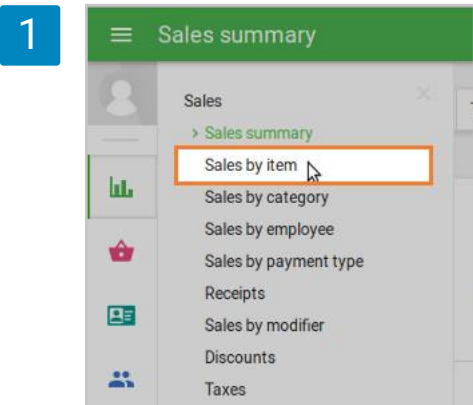 1
Sales summary
Sales
> Sales summary
Sales by item
Sales by category
Sales by employee
Sales by payment type
Receipts
Sales by modifier
Discounts
Taxes